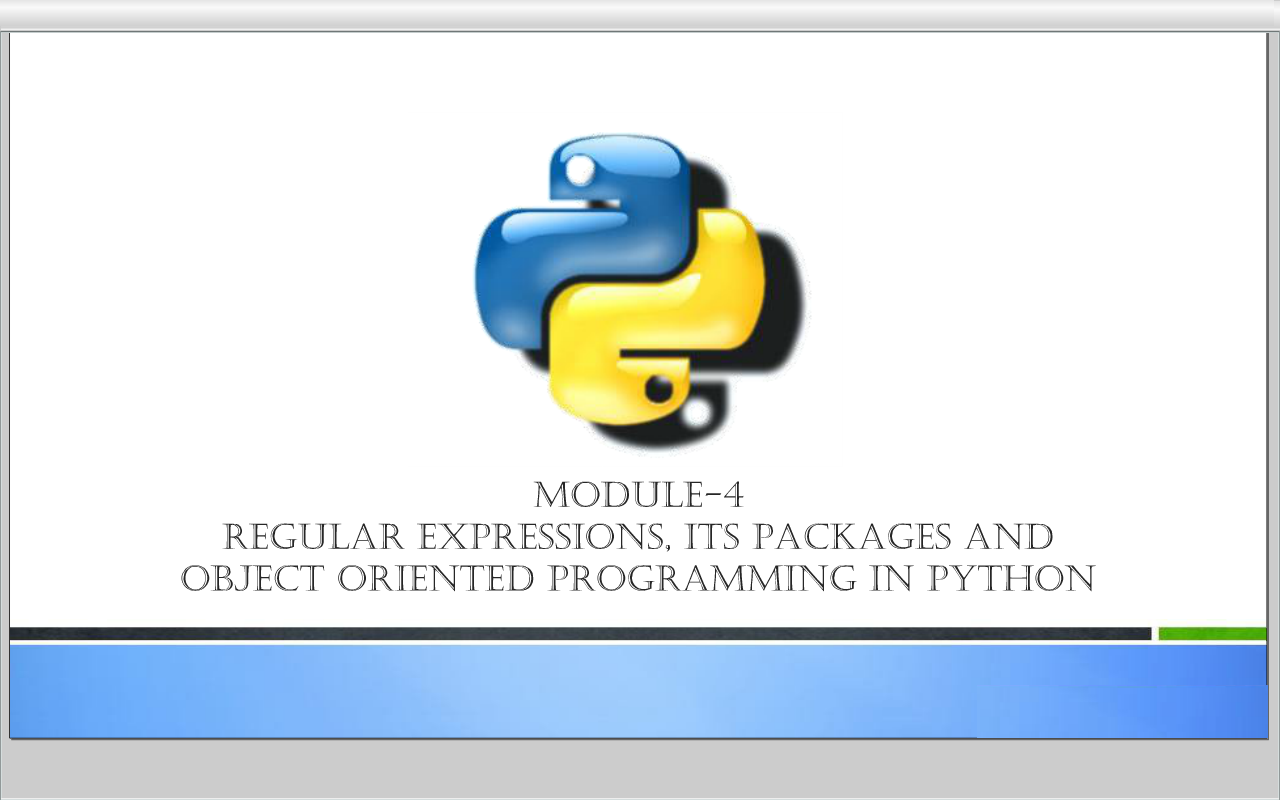 MODULE-4
REGULAR EXPRESSIONS, ITS PACKAGES AND
OBJECT ORIENTED PROGRAMMING IN PYTHON